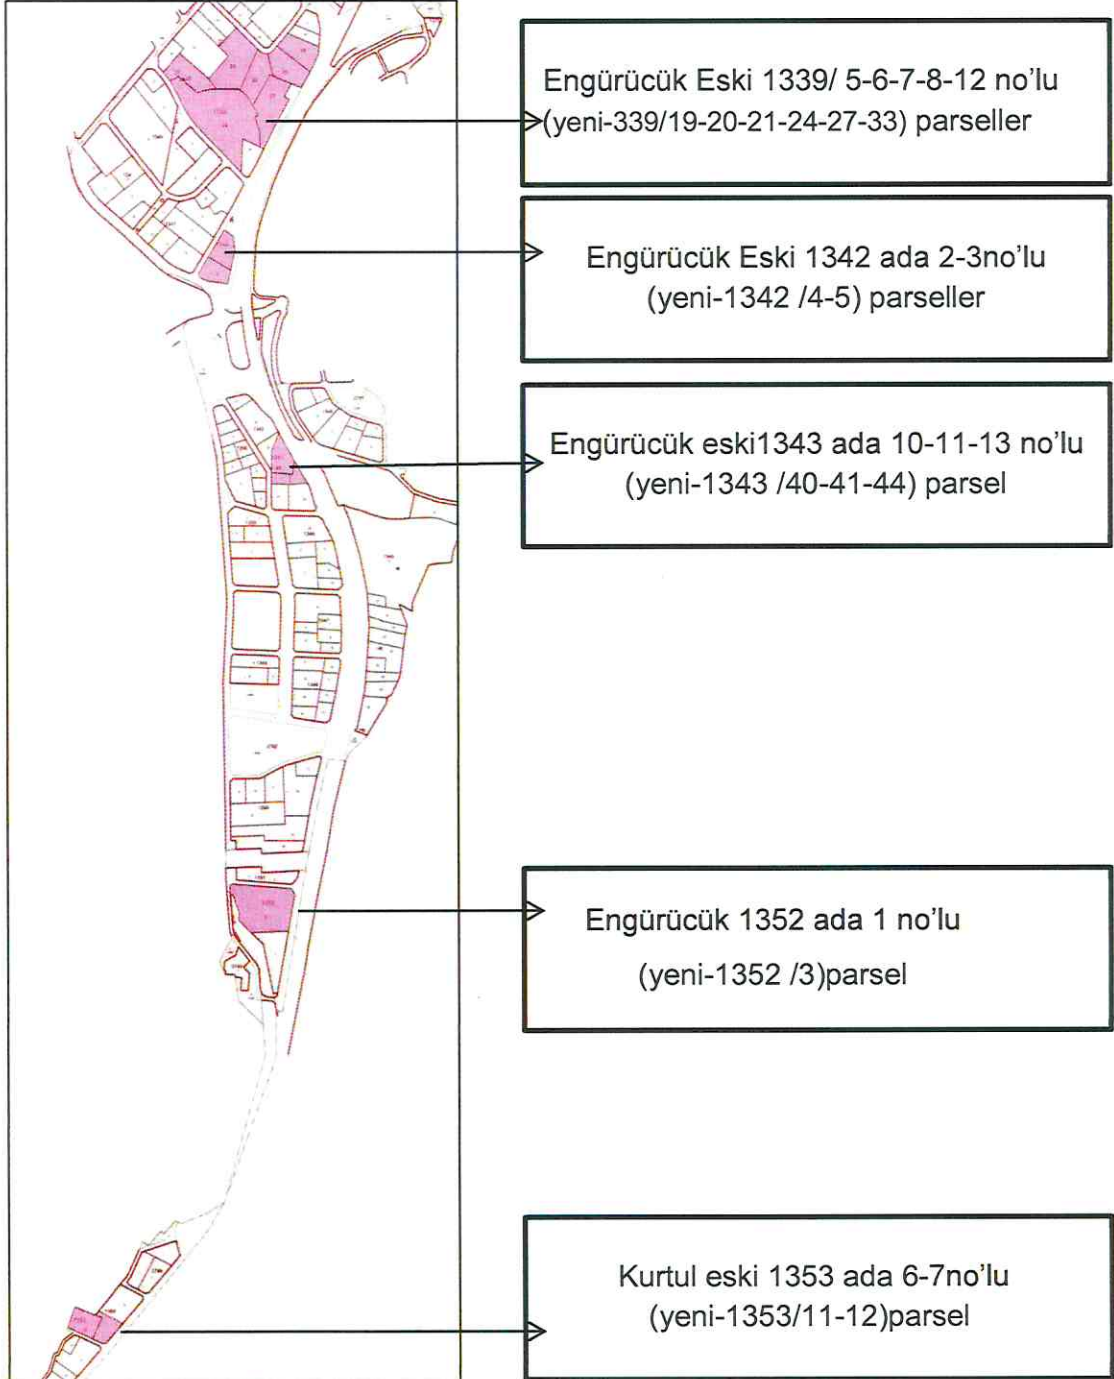 Engürücük Eski 1339/ 5-6-7-8-12 no'lu
(yeni-339/19-20-21-24-27-33) parseller
Engürücük Eski 1342 ada 2-3no'lu
(yeni-1342 /4-5) parseller
Engürücük eski1343 ada 10-11-13 no'lu
(yeni-1343 /40-41-44) parsel
Engürücük 1352 ada 1 no'lu
(yeni-1352 /3)parsel
Kurtul eski 1353 ada 6-7no'lu
(yeni-1353/11-12)parsel